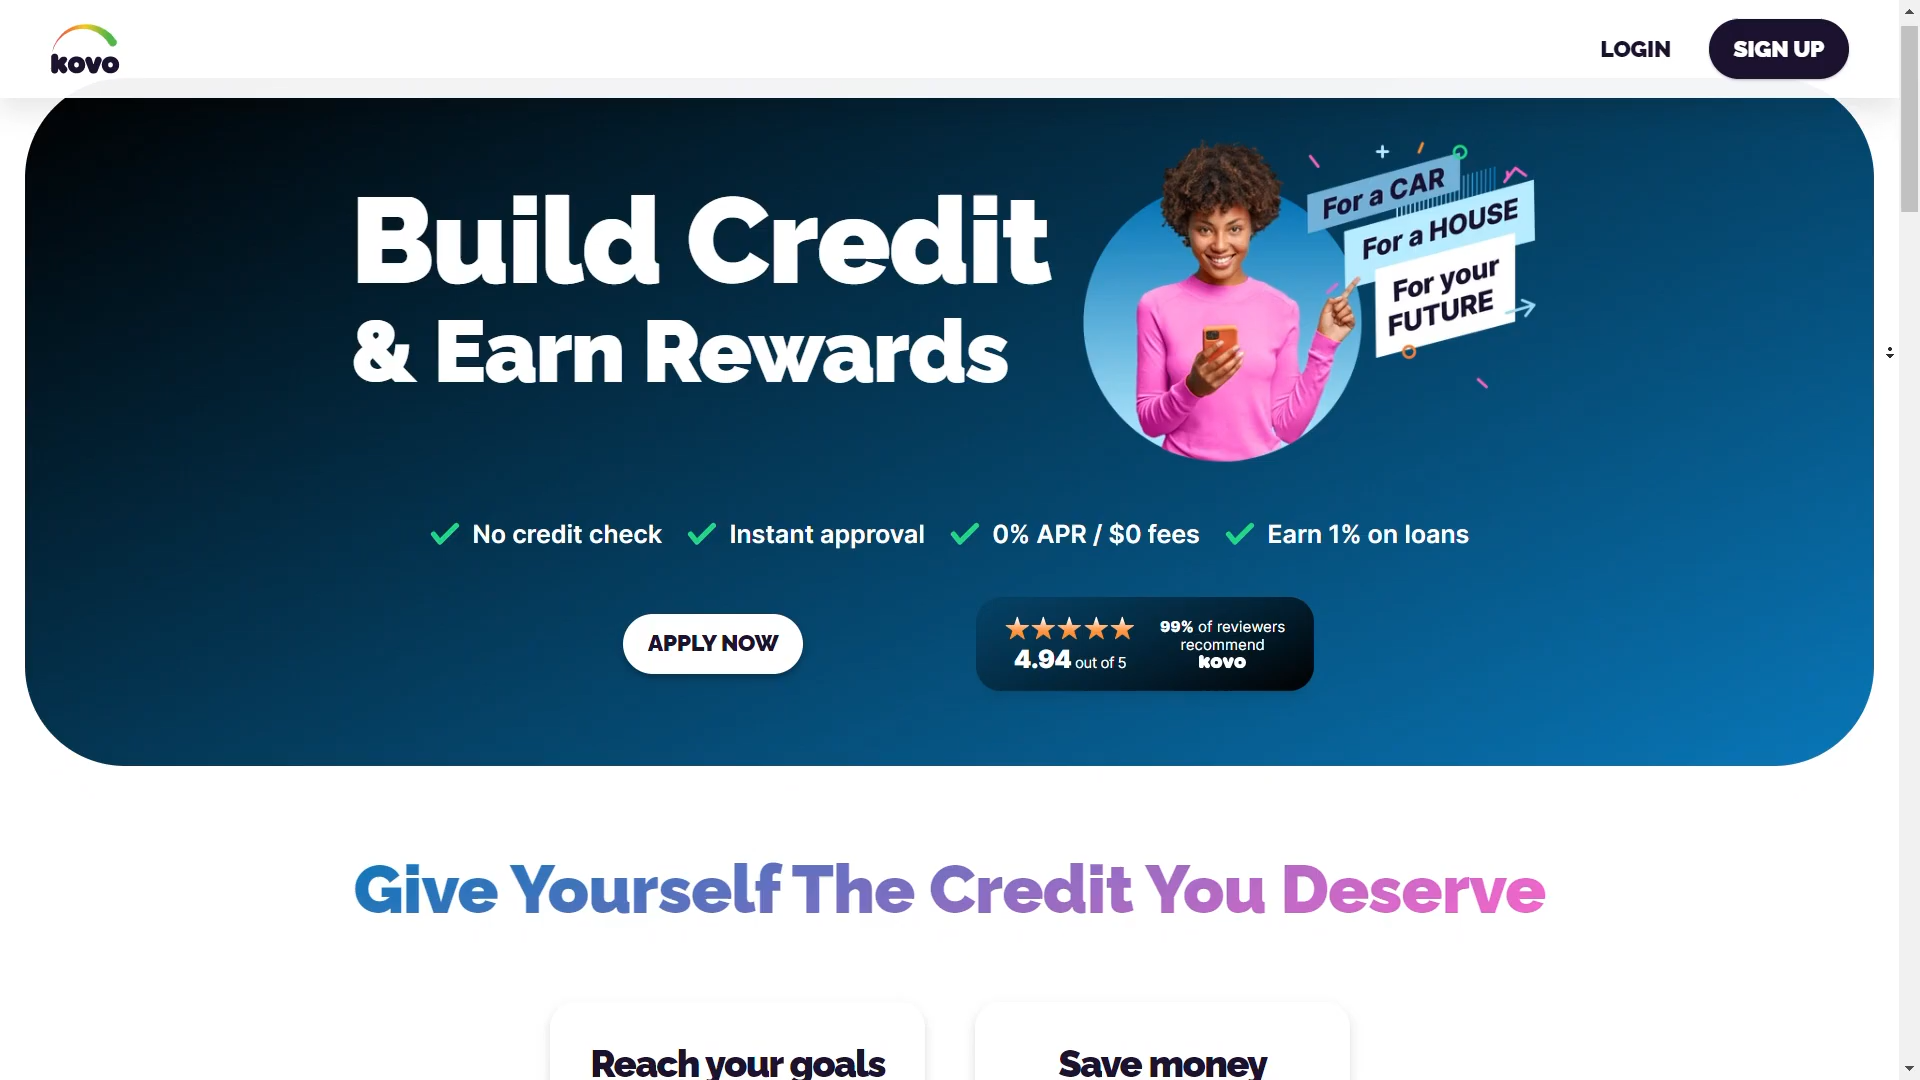 kovo
LOGIN
SIGN UP
Build Credit
& Earn Rewards
For a CAR
For a HOUSE
For your
FUTURE
No credit check
Instant approval
0% APR / $0 fees
Earn 1% on loans
APPLY NOW
4.94 out of 5
99% of reviewers
recommend
kovo
Give Yourself The Credit You Deserve
Reach your goals
Save money